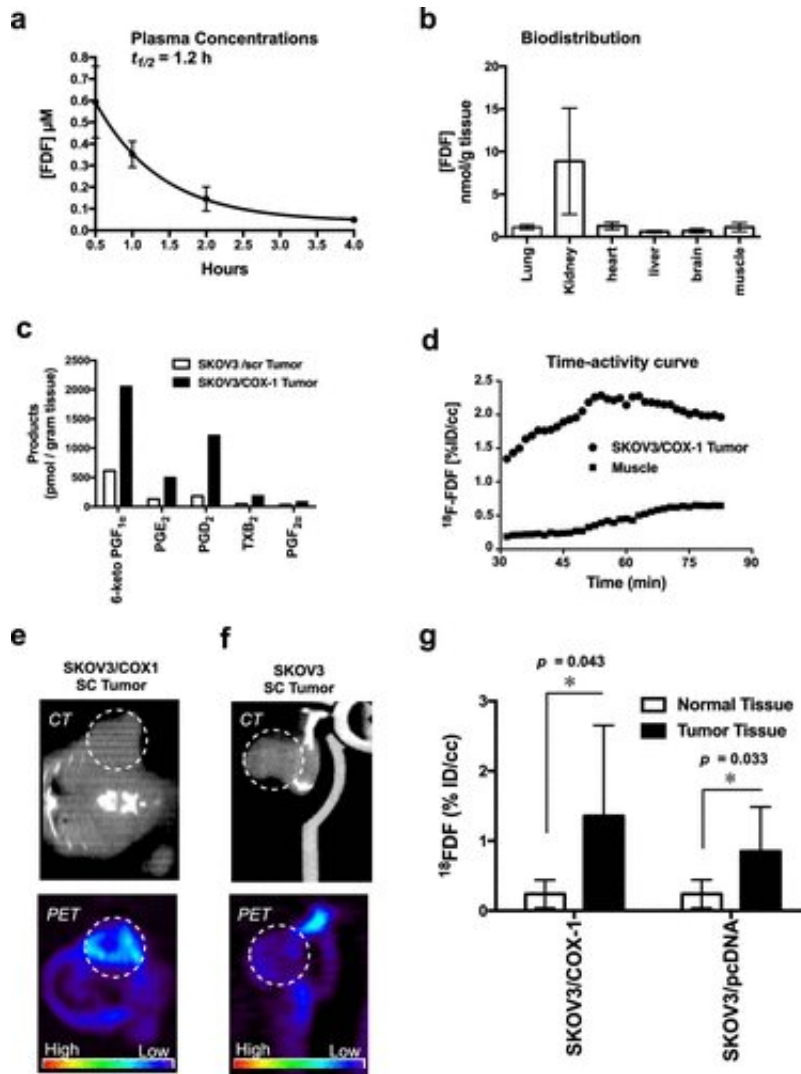 a
Plasma Concentrations
t1/2 = 1.2 h
[FDF] μM
0.8
0.7
0.6
0.5
0.4
0.3
0.2
0.1
0.0
0.5 1.0 1.5 2.0 2.5 3.0 3.5 4.0
Hours
b
Biodistribution
[FDF]
nmol/g tissue
20
15
10
5
0
Lung
Kidney
heart
liver
brain
muscle
c
SKOV3 /scr Tumor
SKOV3/COX-1 Tumor
Products
(pmol / gram tissue)
2500
2000
1500
1000
500
0
6-keto PGF1α
PGE2
PGD2
TXB2
PGF2α
d
Time-activity curve
18F-FDF [%ID/cc]
2.5
2.0
1.5
1.0
0.5
0
SKOV3/COX-1 Tumor
Muscle
30 45 60 75 90
Time (min)
e
SKOV3/COX1
SC Tumor
CT
PET
High Low
f
SKOV3
SC Tumor
CT
PET
High Low
g
p = 0.043
*
Normal Tissue
Tumor Tissue
p = 0.033
*
18FDF (% ID/cc)
3
2
1
0
SKOV3/COX-1
SKOV3/pcDNA